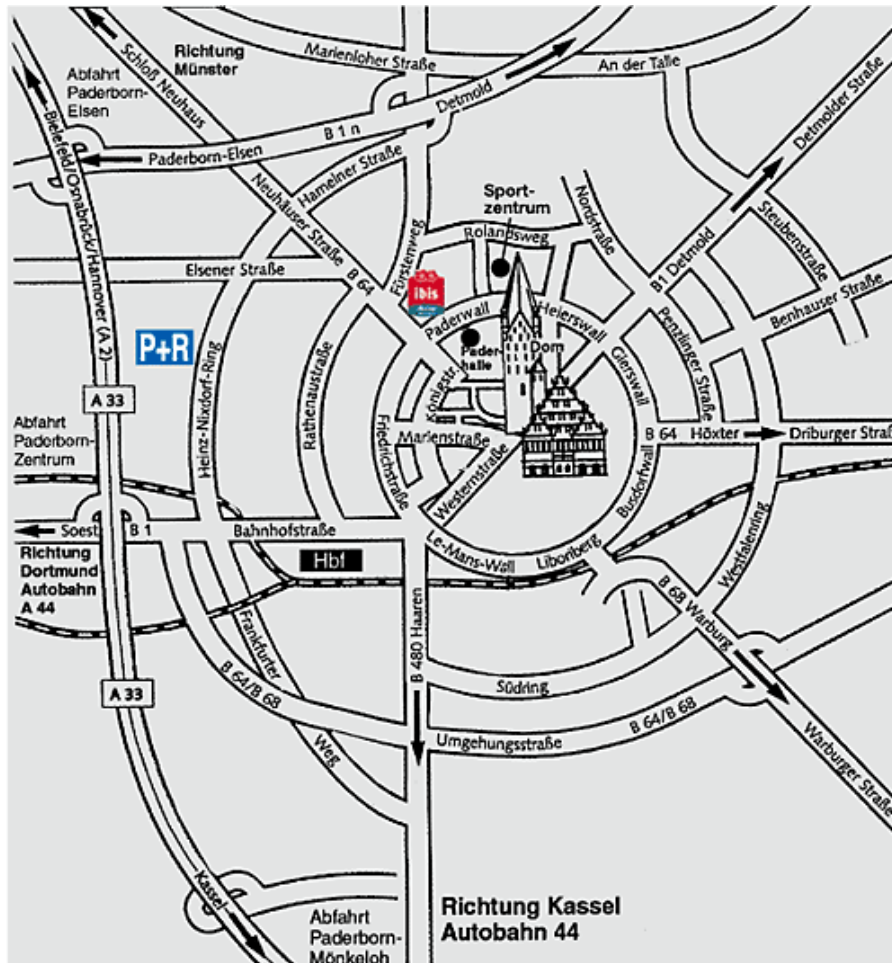 Richtung
Münster
Marienloher Straße
An der Talle
Abfahrt
Paderborn-
Elsen
Schloß Neuhaus
Detmold
Detmolder Straße
B 1 n
Paderborn-Elsen
Bielefeld/Osnabrück/Hannover (A 2)
Hamelner Straße
Neuhäuser Straße
B 64
Sport-
zentrum
Nordstraße
Steubenstraße
Rolandsweg
Fürstenweg
Elsener Straße
B1 Detmold
ibis
Paderwall
Heierswall
Benhauser Straße
Penzlinger Straße
P+R
Pader-
halle
Dom
Gierswall
Königstr.
Rathenaustraße
Heinz-Nixdorf-Ring
Friedrichstraße
A 33
Abfahrt
Paderborn-
Zentrum
Marienstraße
B 64
Höxter
Driburger Straß
Westernstraße
Busdorfwall
Soest
B 1
Bahnhofstraße
Le-Mans-Wall
Liboriberg
Westfalenring
Hbf
Richtung
Dortmund
Autobahn
A 44
B 68 Warburg
Frankfurter
Weg
B 480 Haaren
Südring
A 33
B 64/B 68
B 64/B 68
Umgehungsstraße
Warburger Straße
Kassel
Richtung Kassel
Autobahn 44
Abfahrt
Paderborn-
Mönkeloh